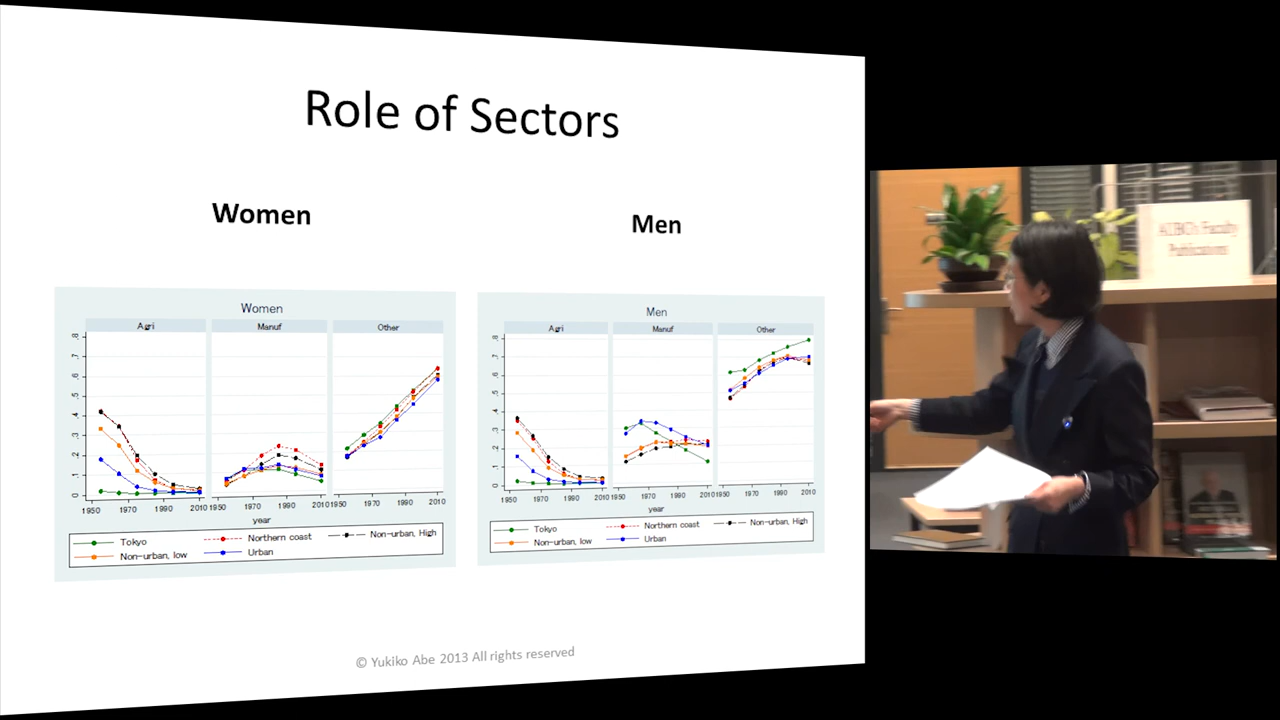 Role of Sectors
Women
Men
Women
Agri Manuf Other
.8
.7
.6
.5
.4
.3
.2
.1
0
1950 1970 1990 2010 1950 1970 1990 2010 1950 1970 1990 2010
year
Tokyo Northern coast Non-urban, High
Non-urban, low Urban
Men
Agri Manuf Other
.8
.7
.6
.5
.4
.3
.2
.1
0
1950 1970 1990 2010 1950 1970 1990 2010 1950 1970 1990 2010
year
Tokyo Northern coast Non-urban, High
Non-urban, low Urban
© Yukiko Abe 2013 All rights reserved
Faculty
Publications